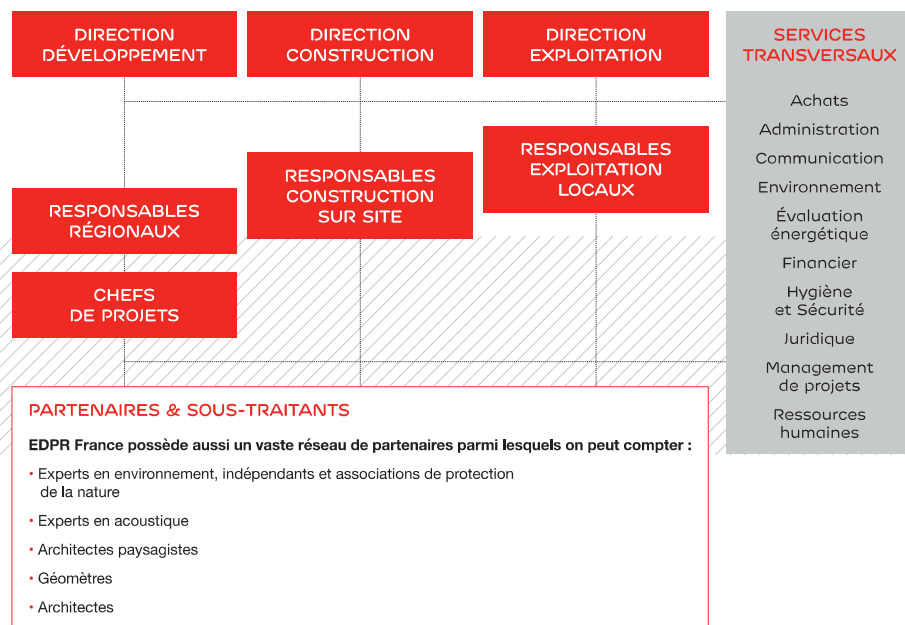 DIRECTION
DÉVELOPPEMENT
DIRECTION
CONSTRUCTION
DIRECTION
EXPLOITATION
RESPONSABLES
RÉGIONAUX
CHEFS
DE PROJETS
RESPONSABLES
CONSTRUCTION
SUR SITE
RESPONSABLES
EXPLOITATION
LOCAUX
SERVICES
TRANSVERSAUX
Achats
Administration
Communication
Environnement
Évaluation
énergétique
Financier
Hygiène
et Sécurité
Juridique
Management
de projets
Ressources
humaines
PARTENAIRES & SOUS-TRAITANTS
EDPR France possède aussi un vaste réseau de partenaires parmi lesquels on peut compter :
• Experts en environnement, indépendants et associations de protection
de la nature
• Experts en acoustique
• Architectes paysagistes
• Géomètres
• Architectes